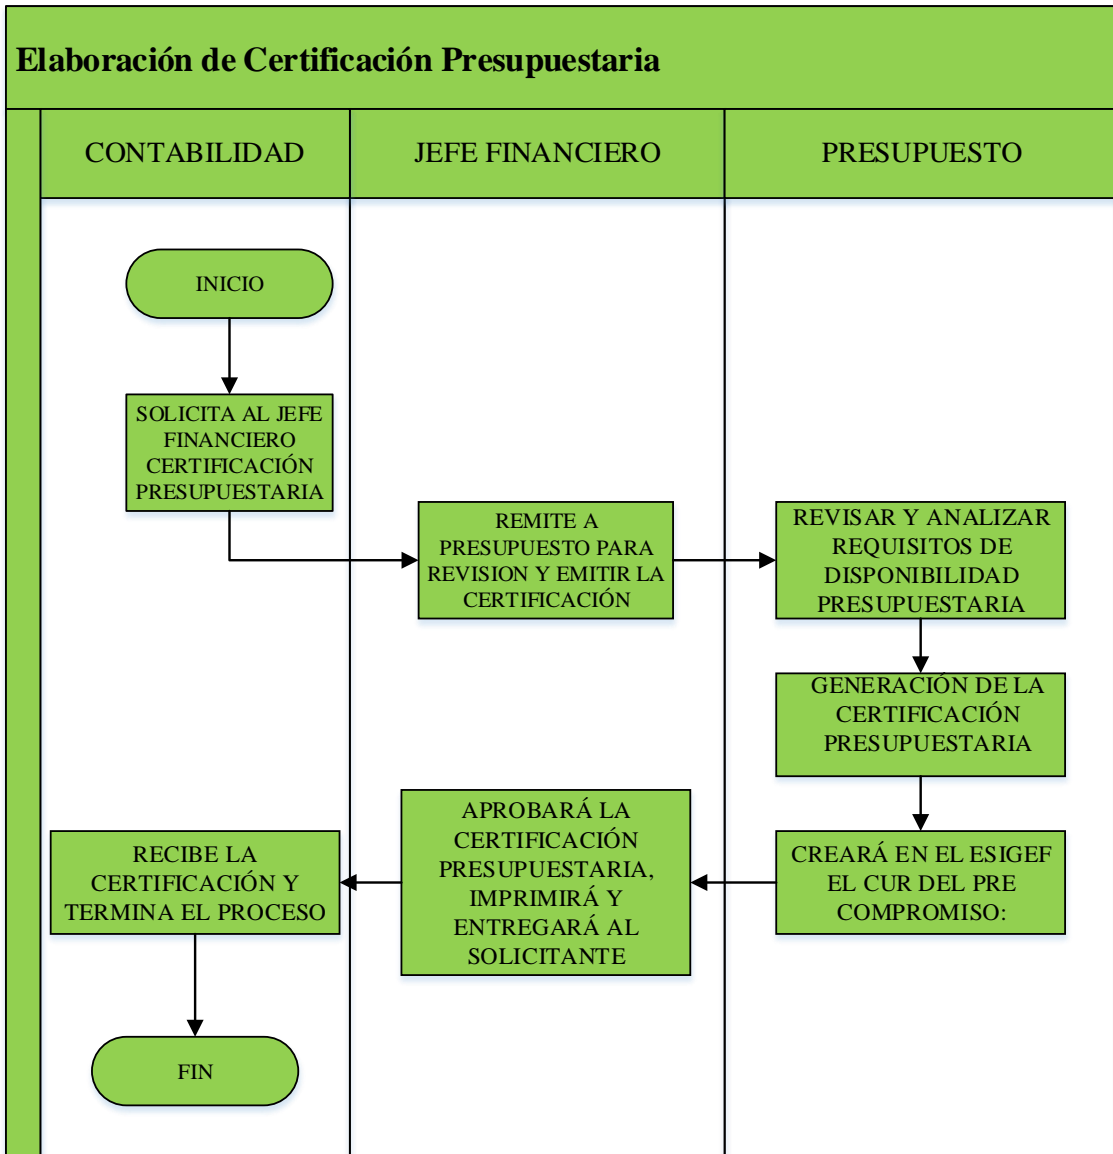 Elaboración de Certificación Presupuestaria
CONTABILIDAD
JEFE FINANCIERO
PRESUPUESTO
INICIO
SOLICITA AL JEFE
FINANCIERO
CERTIFICACIÓN
PRESUPUESTARIA
REMITE A
PRESUPUESTO PARA
REVISION Y EMITIR LA
CERTIFICACIÓN
REVISAR Y ANALIZAR
REQUISITOS DE
DISPONIBILIDAD
PRESUPUESTARIA
GENERACIÓN DE LA
CERTIFICACIÓN
PRESUPUESTARIA
CREARÁ EN EL ESIGEF
EL CUR DEL PRE
COMPROMISO:
APROBARÁ LA
CERTIFICACIÓN
PRESUPUESTARIA,
IMPRIMIRÁ Y
ENTREGARÁ AL
SOLICITANTE
RECIBE LA
CERTIFICACIÓN Y
TERMINA EL PROCESO
FIN